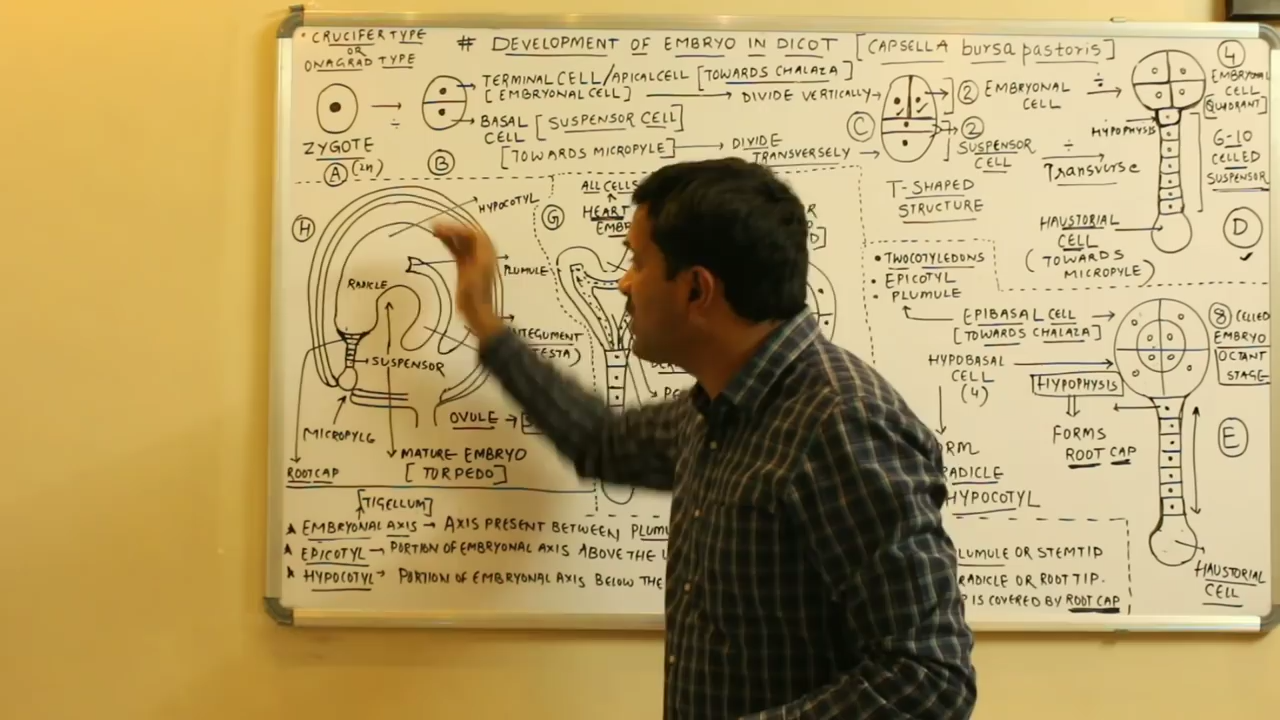 • CRUCIFER TYPE
OR
ONAGRAD TYPE
# DEVELOPMENT OF EMBRYO IN DICOT [CAPSELLA bursa pastoris]
TERMINAL CELL/APICAL CELL [TOWARDS CHALAZA]
[EMBRYONAL CELL] → DIVIDE VERTICALLY →
BASAL CELL [SUSPENSOR CELL]
[TOWARDS MICROPYLE] → DIVIDE TRANSVERSELY →
ZYGOTE
(A) (2n)
(B)
(C)
(2) EMBRYONAL CELL
÷
(2)
SUSPENSOR CELL
T-SHAPED
STRUCTURE
÷
Transverse
(4)
EMBRYONAL
CELL
[QUADRANT]
HYPOPHYSIS
6-10
CELLED
SUSPENSOR
HAUSTORIAL
CELL
(TOWARDS
MICROPYLE)
(D)
(H)
HYPOCOTYL
PLUMULE
RADICLE
INTEGUMENT
TESTA)
SUSPENSOR
OVULE →
MICROPYLE
ROOTCAP
MATURE EMBRYO
[TORPEDO]
(G)
ALL CELLS
HEART
• TWO COTYLEDONS
• EPICOTYL
• PLUMULE
EPIBASAL CELL
[TOWARDS CHALAZA]
HYPOBASAL
CELL
(4)
HYPOPHYSIS
FORMS
ROOT CAP
RADICLE
HYPOCOTYL
8 CELLED
EMBRYO
OCTANT
STAGE
(E)
HAUSTORIAL
CELL
[TIGELLUM]
EMBRYONAL AXIS → AXIS PRESENT BETWEEN PLUMU
EPICOTYL → PORTION OF EMBRYONAL AXIS ABOVE THE
LUMULE OR STEMTIP
HYPOCOTYL → PORTION OF EMBRYONAL AXIS BELOW THE
RADICLE OR ROOT TIP.
IS COVERED BY ROOT CAP